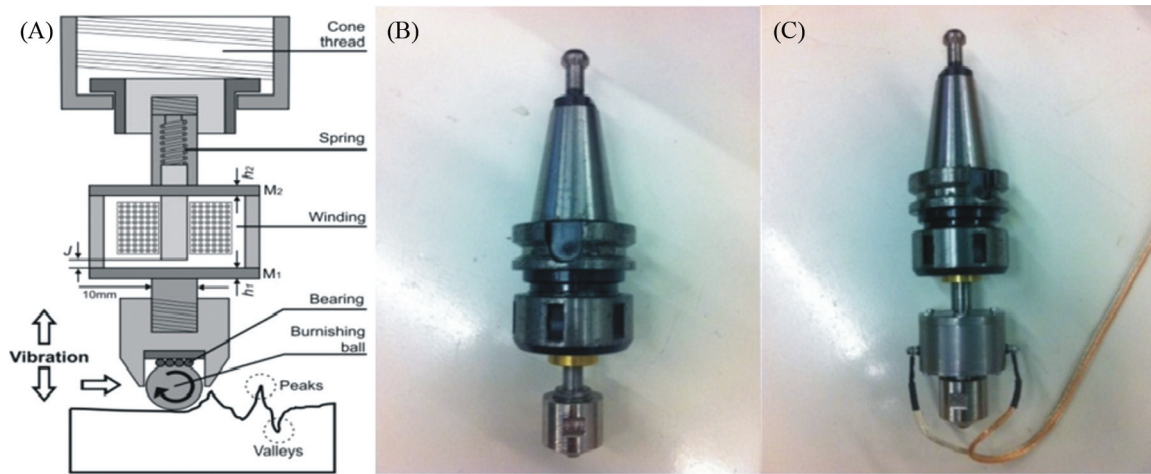 (A)
Cone
thread
Spring
h2
M2
Winding
J
M1
10mm
h1
Bearing
Vibration
Burnishing
ball
Peaks
Valleys
(B)
(C)